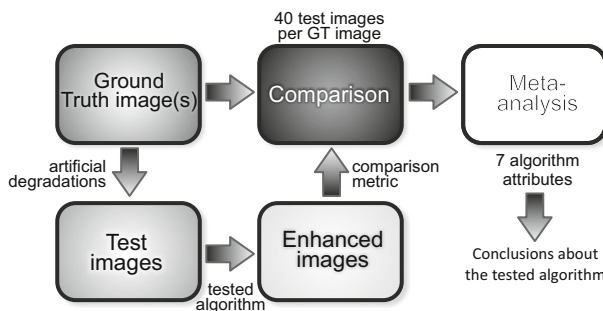 40 test images
per GT image
Ground
Truth image(s)
Comparison
Meta-
analysis
artificial
degradations
comparison
metric
7 algorithm
attributes
Test
images
tested
algorithm
Enhanced
images
Conclusions about
the tested algorithm